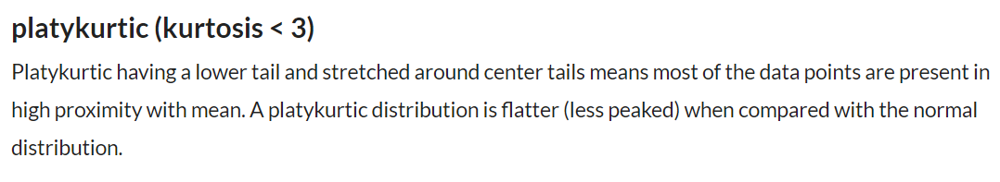 platykurtic (kurtosis < 3)
Platykurtic having a lower tail and stretched around center tails means most of the data points are present in
high proximity with mean. A platykurtic distribution is flatter (less peaked) when compared with the normal
distribution.